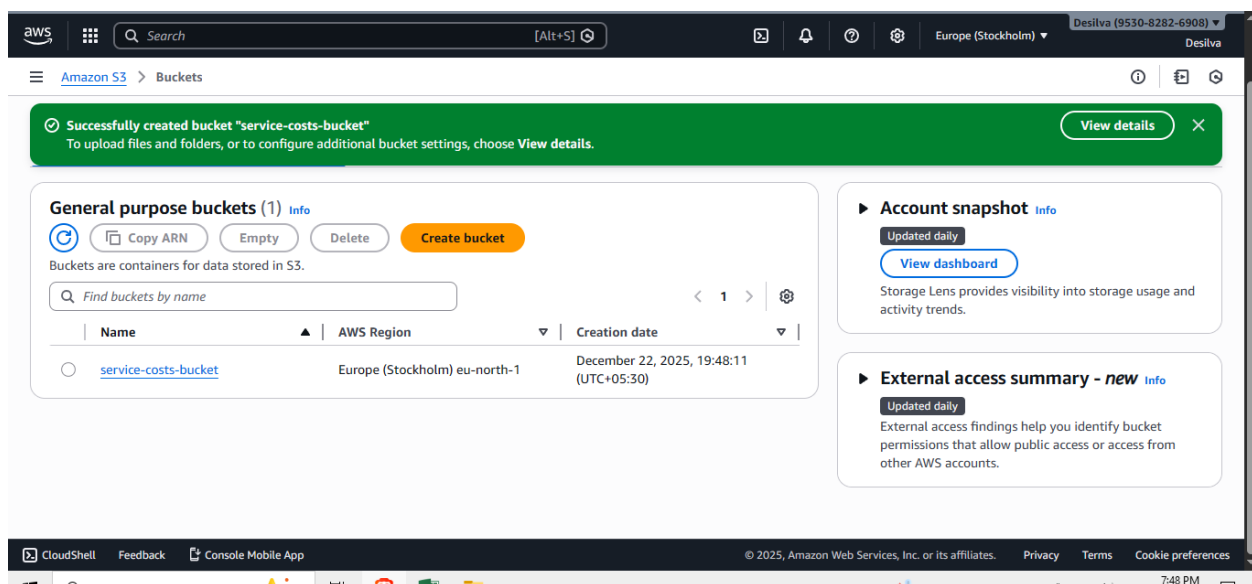 aws
Search [Alt+S] Europe (Stockholm) ▼ Desilva (9530-8282-6908) ▼
Desilva
Amazon S3 > Buckets
Successfully created bucket "service-costs-bucket"
To upload files and folders, or to configure additional bucket settings, choose View details.
View details
General purpose buckets (1) Info
Copy ARN Empty Delete Create bucket
Buckets are containers for data stored in S3.
Find buckets by name
< 1 >
Name AWS Region Creation date
service-costs-bucket Europe (Stockholm) eu-north-1 December 22, 2025, 19:48:11
(UTC+05:30)
Account snapshot Info
Updated daily
View dashboard
Storage Lens provides visibility into storage usage and
activity trends.
External access summary - new Info
Updated daily
External access findings help you identify bucket
permissions that allow public access or access from
other AWS accounts.
CloudShell Feedback Console Mobile App © 2025, Amazon Web Services, Inc. or its affiliates. Privacy Terms Cookie preferences
7:48 PM